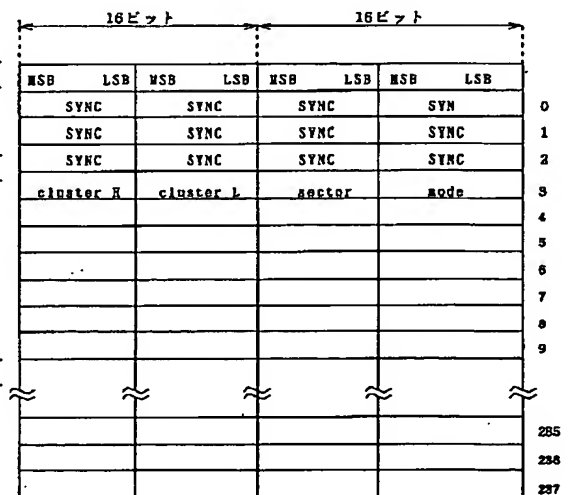 16ビット 16ビット
MSB LSB MSB LSB MSB LSB MSB LSB
SYNC SYNC SYNC SYN 0
SYNC SYNC SYNC SYNC 1
SYNC SYNC SYNC SYNC 2
cluster H cluster L sector mode 3
4
5
6
7
8
9
285
236
237